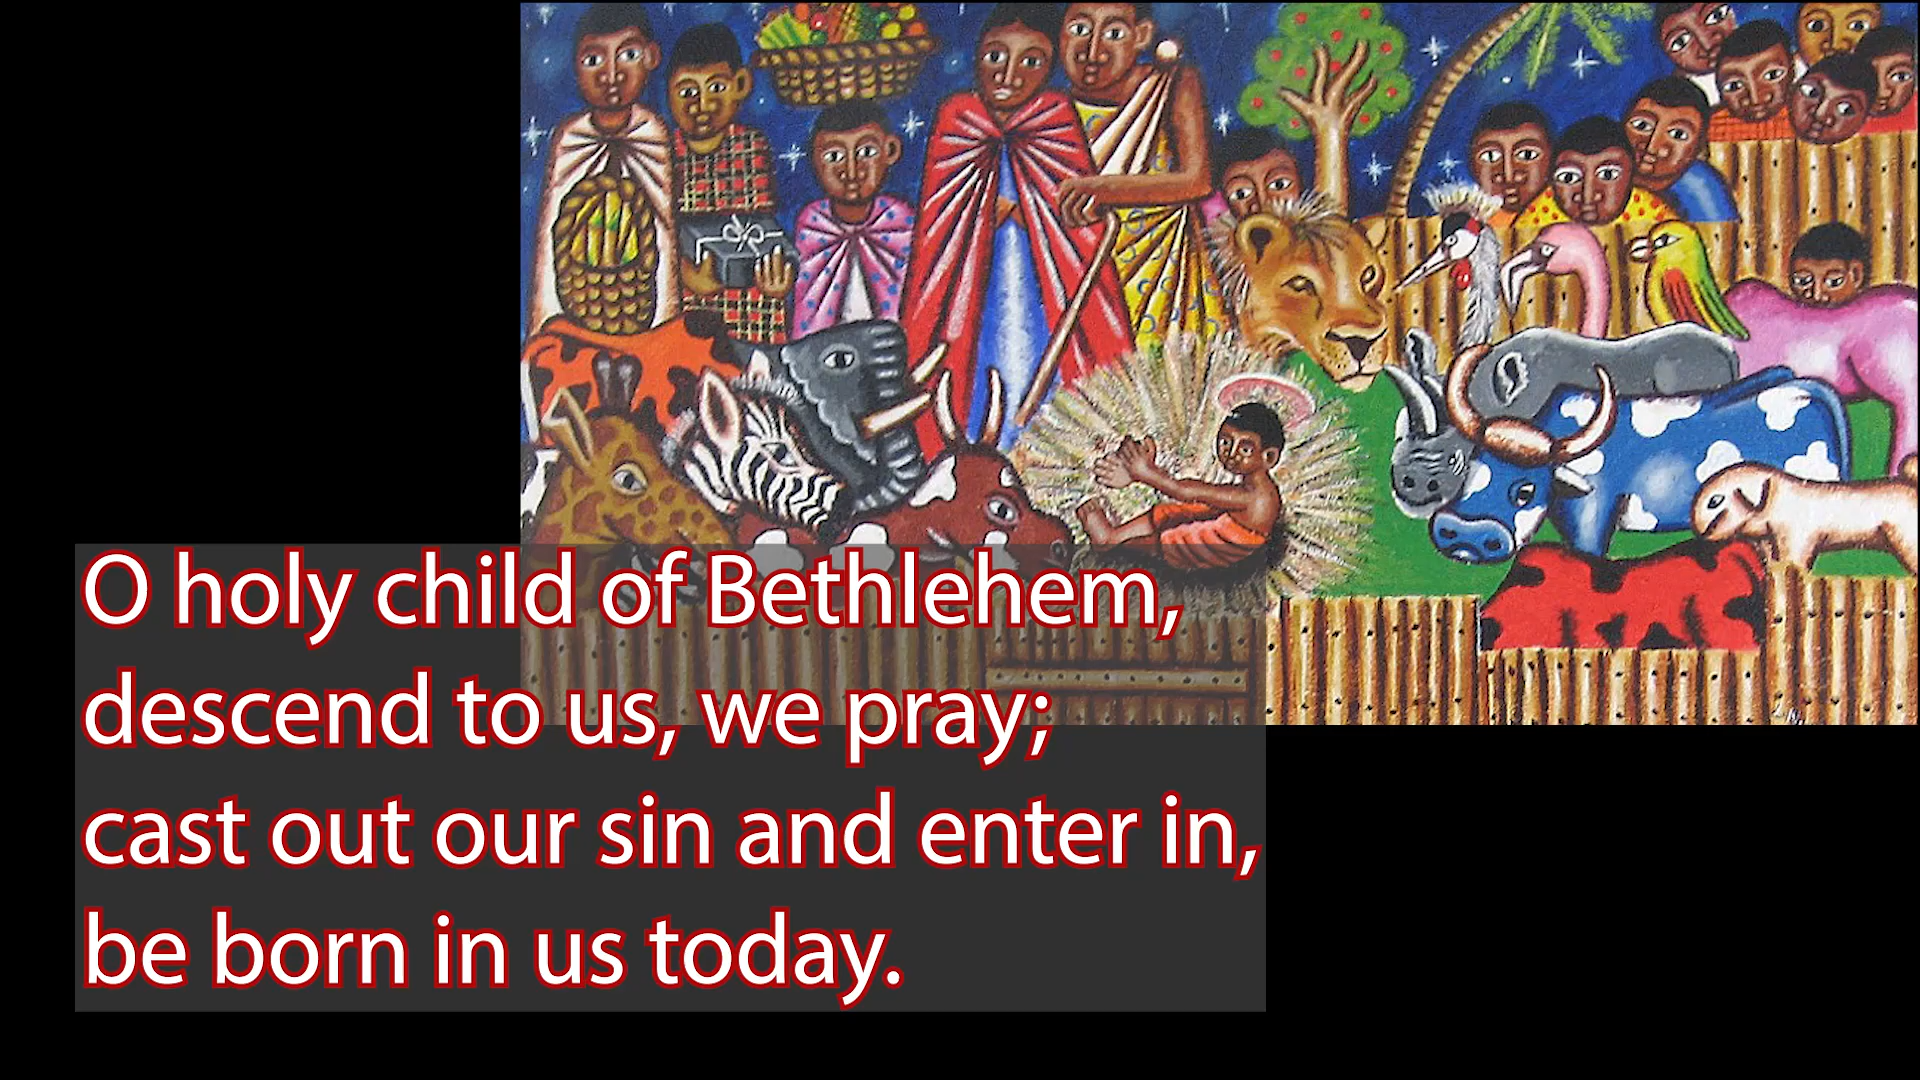 O holy child of Bethlehem,
descend to us, we pray;
cast out our sin and enter in,
be born in us today.